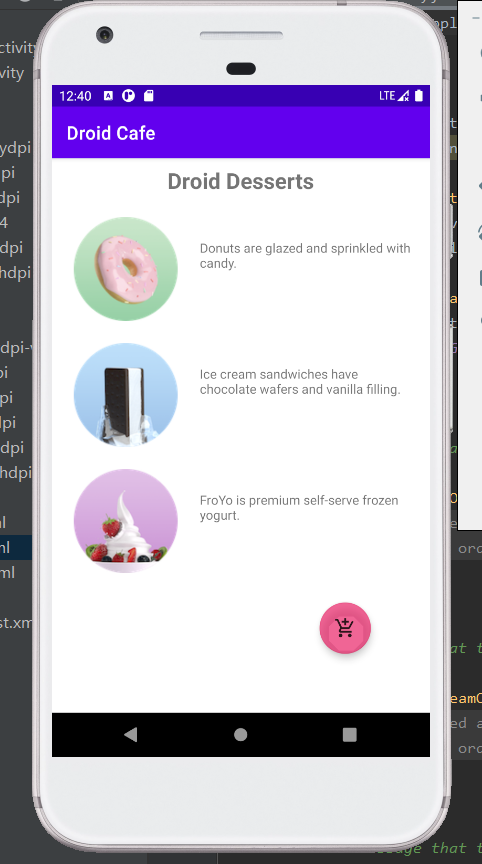 12:40 LTE
Droid Cafe
Droid Desserts
Donuts are glazed and sprinkled with
candy.
Ice cream sandwiches have
chocolate wafers and vanilla filling.
FroYo is premium self-serve frozen
yogurt.